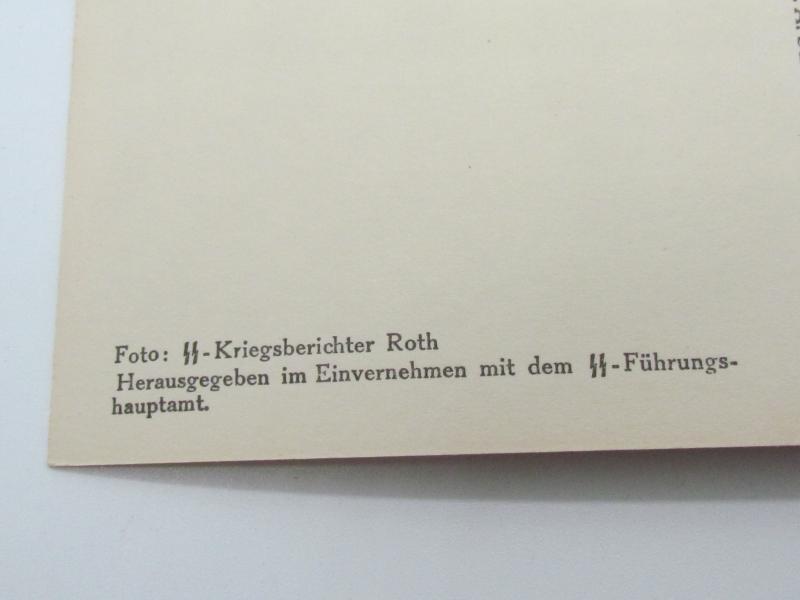 Foto: ᛋᛋ-Kriegsberichter Roth
Herausgegeben im Einvernehmen mit dem ᛋᛋ-Führungs-
hauptamt.